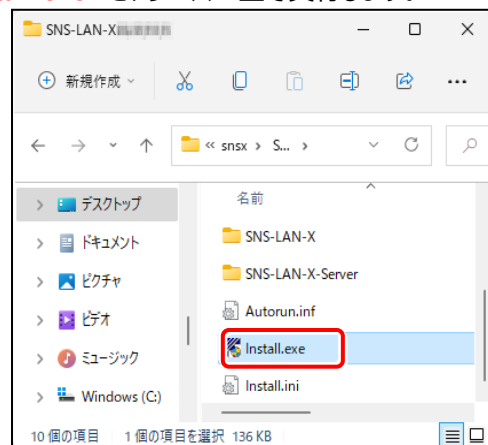 SNS-LAN-X
新規作成
« snsx › S... ›
名前
デスクトップ
ドキュメント
ピクチャ
ビデオ
ミュージック
Windows (C:)
SNS-LAN-X
SNS-LAN-X-Server
Autorun.inf
Install.exe
Install.ini
10 個の項目 1 個の項目を選択 136 KB